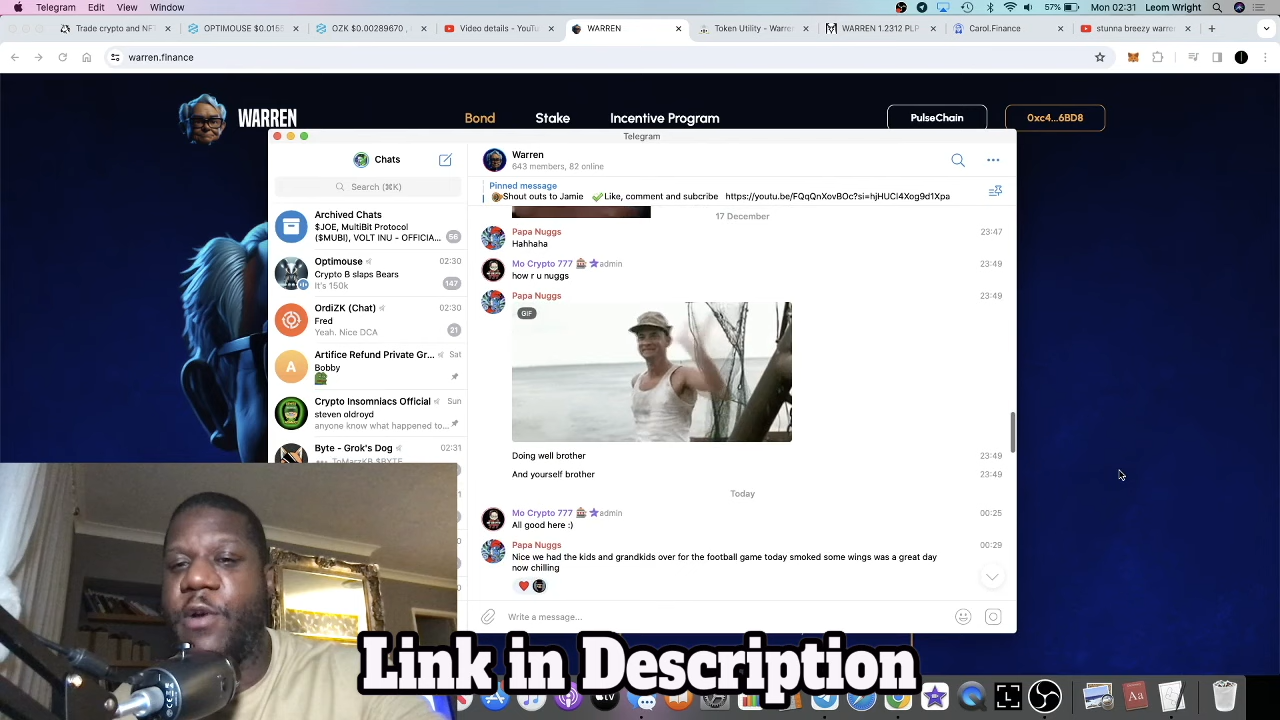 Telegram Edit View Window
57% Mon 02:31 Leom Wright
Trade crypto and NF
OPTIMOUSE $0.0155
OZK $0.00289670 ,
Video details - YouTu
WARREN
Token Utility - Warre
WARREN 1.2312 PLP
Carol.Finance
stunna breezy warre
warren.finance
WARREN
Bond
Stake
Incentive Program
PulseChain
0xc4...6BD8
Telegram
Chats
Search (⌘K)
Archived Chats
$JOE, MultiBit Protocol
($MUBI), VOLT INU - OFFICIA...
56
Optimouse
02:30
Crypto B slaps Bears
It's 150k
147
OrdiZK (Chat)
02:30
Fred
Yeah. Nice DCA
21
Artifice Refund Private Gr...
Sat
Bobby
Crypto Insomniacs Official
Sun
steven oldroyd
anyone know what happened to...
Byte - Grok's Dog
02:31
ToMarzKB $BYTE
Warren
643 members, 82 online
Pinned message
Shout outs to Jamie ✅Like, comment and subcribe https://youtu.be/FQqQnXovBOc?si=hjHUCl4Xog9d1Xpa
17 December
Papa Nuggs
23:47
Hahhaha
Mo Crypto 777 admin
23:49
how r u nuggs
Papa Nuggs
23:49
GIF
Doing well brother
23:49
And yourself brother
23:49
Today
Mo Crypto 777 admin
00:25
All good here :)
Papa Nuggs
00:29
Nice we had the kids and grandkids over for the football game today smoked some wings was a great day
now chilling
Write a message...
Link in Description